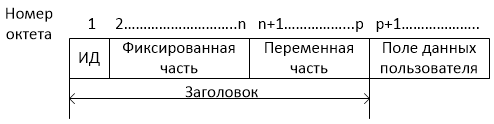 Номер октета 1 2………………………..n n+1………………p p+1………………..
ИД Фиксированная часть Переменная часть Поле данных пользователя
Заголовок